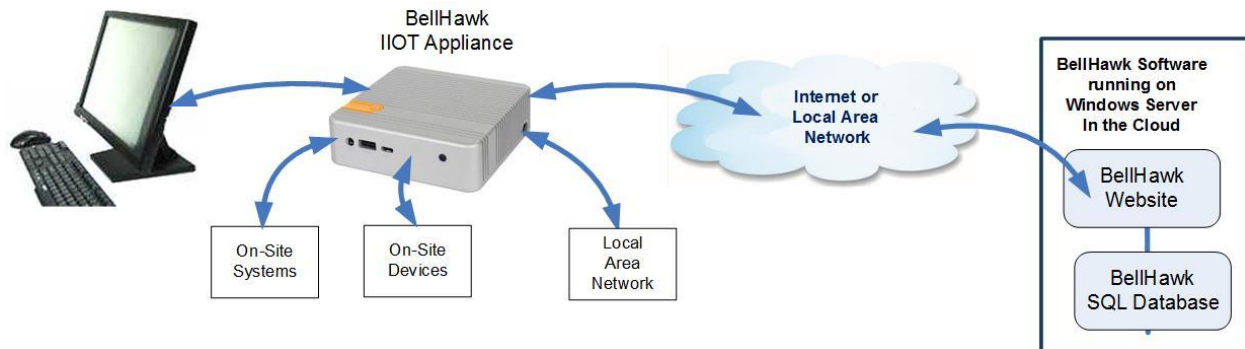 BellHawk
IIOT Appliance
On-Site
Systems
On-Site
Devices
Local
Area
Network
Internet or
Local Area
Network
BellHawk Software
running on
Windows Server
In the Cloud
BellHawk
Website
BellHawk
SQL Database